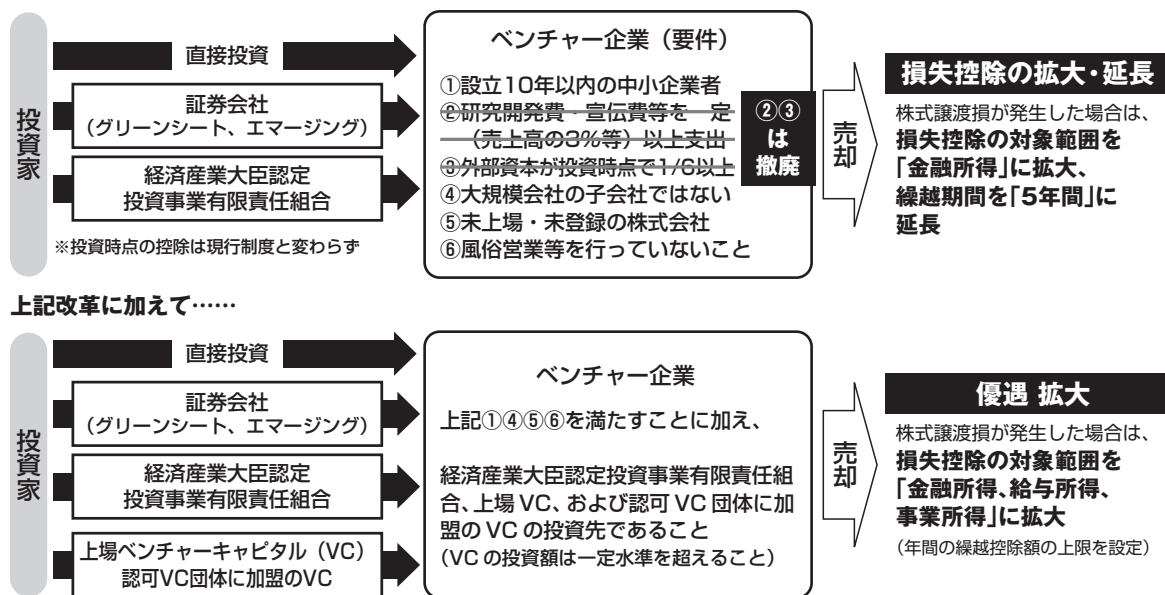 投資家
直接投資
証券会社
（グリーンシート、エマージング）
経済産業大臣認定
投資事業有限責任組合
※投資時点の控除は現行制度と変わらず
ベンチャー企業（要件）
①設立10年以内の中小企業者
②研究開発費・宣伝費等を一定
（売上高の3％等）以上支出
③外部資本が投資時点で1/6以上
④大規模会社の子会社ではない
⑤未上場・未登録の株式会社
⑥風俗営業等を行っていないこと
②③
は
撤廃
売却
損失控除の拡大・延長
株式譲渡損が発生した場合は、
損失控除の対象範囲を
「金融所得」に拡大、
繰越期間を「5年間」に
延長
上記改革に加えて……
投資家
直接投資
証券会社
（グリーンシート、エマージング）
経済産業大臣認定
投資事業有限責任組合
上場ベンチャーキャピタル（VC）
認可VC団体に加盟のVC
ベンチャー企業
上記①④⑤⑥を満たすことに加え、
経済産業大臣認定投資事業有限責任組
合、上場 VC、および認可 VC 団体に加
盟の VC の投資先であること
（VC の投資額は一定水準を超えること）
売却
優遇 拡大
株式譲渡損が発生した場合は、
損失控除の対象範囲を
「金融所得、給与所得、
事業所得」に拡大
（年間の繰越控除額の上限を設定）